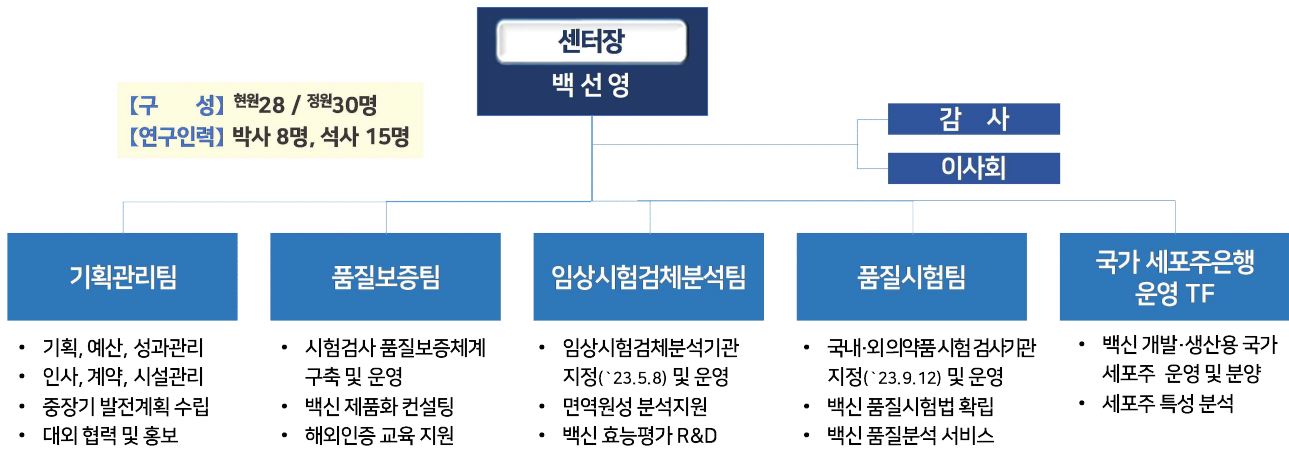 센터장
백 선 영
【구 성】 현원28 / 정원30명
【연구인력】 박사 8명, 석사 15명
감 사
이사회
기획관리팀
• 기획, 예산, 성과관리
• 인사, 계약, 시설관리
• 중장기 발전계획 수립
• 대외 협력 및 홍보
품질보증팀
• 시험검사 품질보증체계
구축 및 운영
• 백신 제품화 컨설팅
• 해외인증 교육 지원
임상시험검체분석팀
• 임상시험검체분석기관
지정(`23.5.8) 및 운영
• 면역원성 분석지원
• 백신 효능평가 R&D
품질시험팀
• 국내·외 의약품 시험 검사기관
지정(`23.9.12) 및 운영
• 백신 품질시험법 확립
• 백신 품질분석 서비스
국가 세포주은행
운영 TF
• 백신 개발·생산용 국가
세포주 운영 및 분양
• 세포주 특성 분석